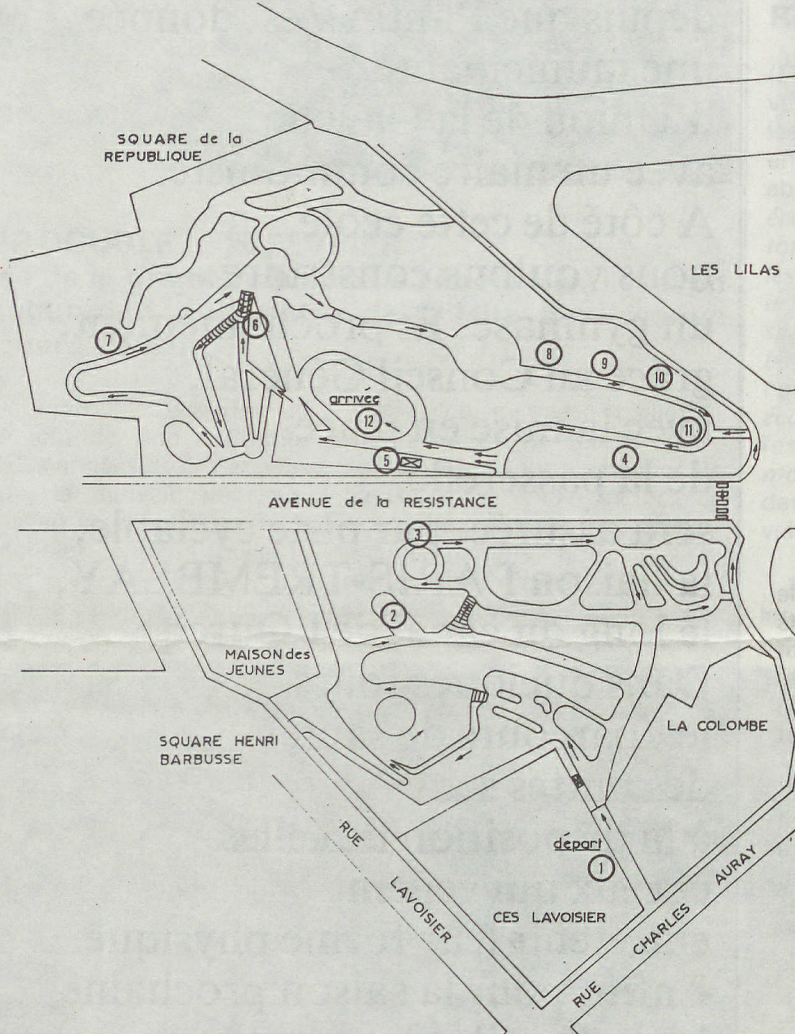 SQUARE de la
REPUBLIQUE
LES LILAS
7
6
8
9
10
arrivée
12
11
5
4
AVENUE de la RESISTANCE
3
2
MAISON des
JEUNES
SQUARE HENRI
BARBUSSE
LA COLOMBE
RUE
LAVOISIER
départ
1
CES LAVOISIER
RUE CHARLES AURAY